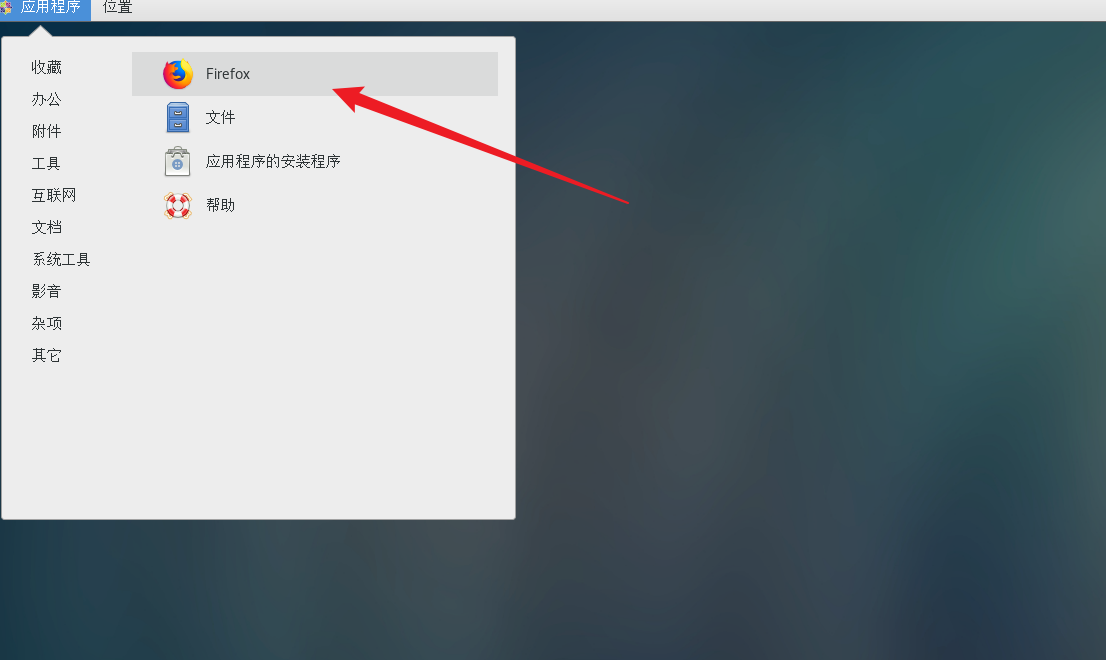 应用程序 位置
收藏
办公
附件
工具
互联网
文档
系统工具
影音
杂项
其它
Firefox
文件
应用程序的安装程序
帮助